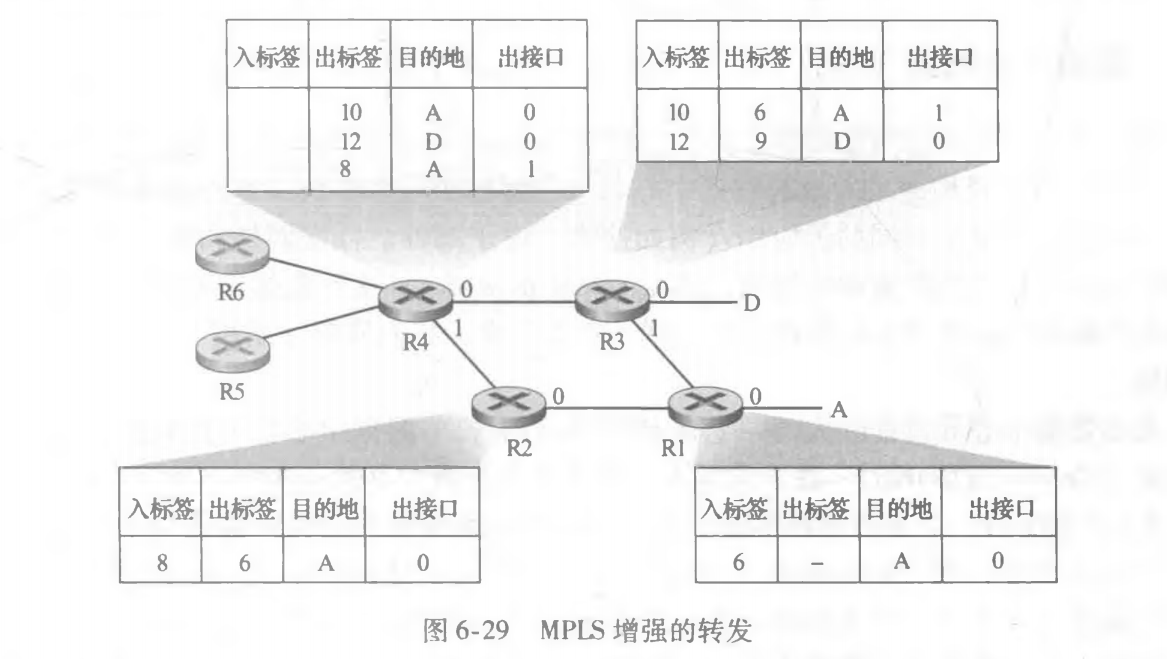 入标签 出标签 目的地 出接口
10 A 0
12 D 0
8 A 1
入标签 出标签 目的地 出接口
10 6 A 1
12 9 D 0
R6
R5
0
R4
1
0
D
R3
1
0
R2
0
A
R1
入标签 出标签 目的地 出接口
8 6 A 0
入标签 出标签 目的地 出接口
6 – A 0
图 6-29 MPLS 增强的转发